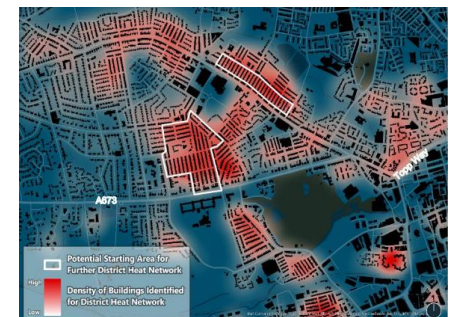 Topp Way
A673
Potential Starting Area for
Further District Heat Network
High
Density of Buildings Identified
for District Heat Network
Low